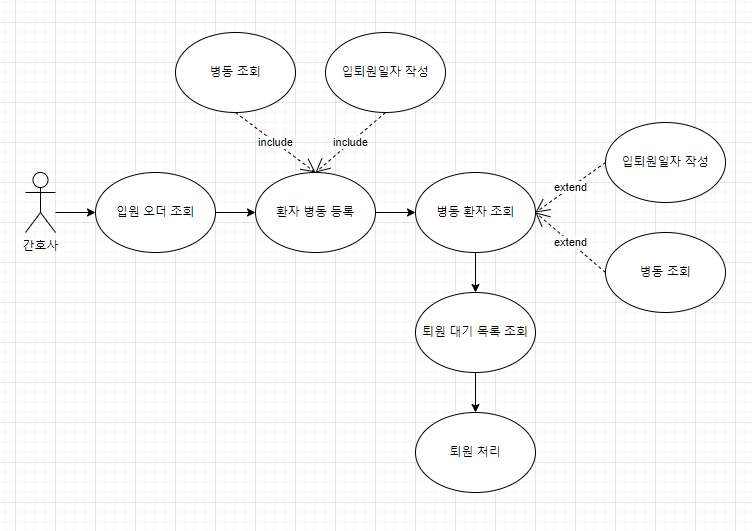 병동 조회
입퇴원일자 작성
include
include
입퇴원일자 작성
extend
간호사
입원 오더 조회
환자 병동 등록
병동 환자 조회
extend
병동 조회
퇴원 대기 목록 조회
퇴원 처리